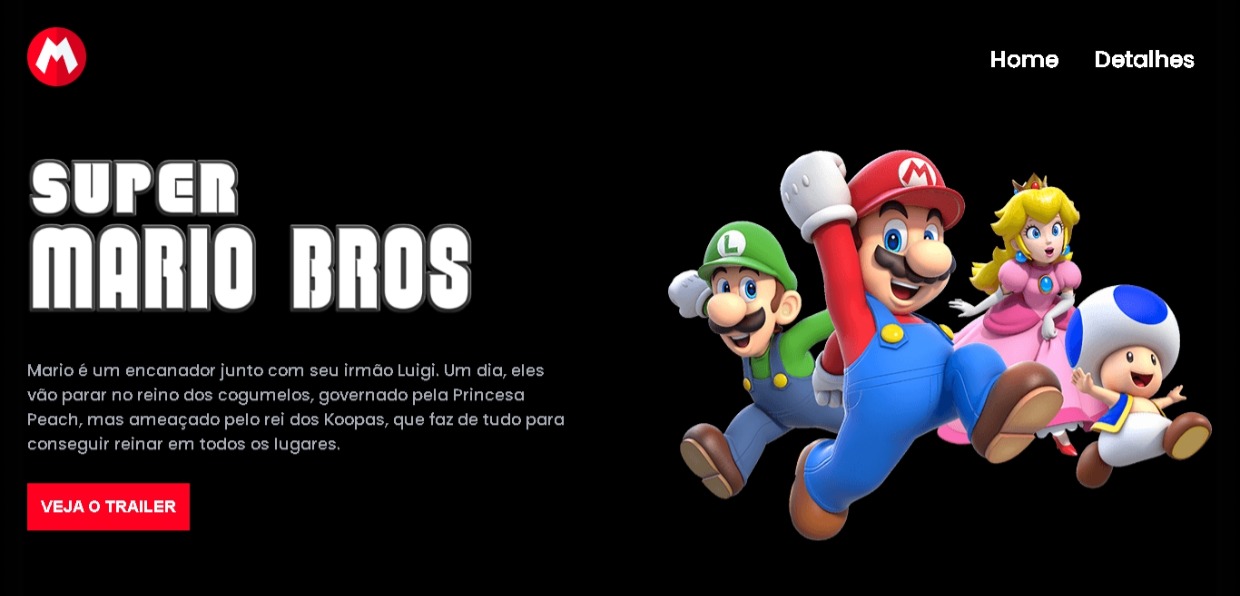 M
Home Detalhes
SUPER
MARIO BROS
M
L
Mario é um encanador junto com seu irmão Luigi. Um dia, eles
vão parar no reino dos cogumelos, governado pela Princesa
Peach, mas ameaçado pelo rei dos Koopas, que faz de tudo para
conseguir reinar em todos os lugares.
VEJA O TRAILER